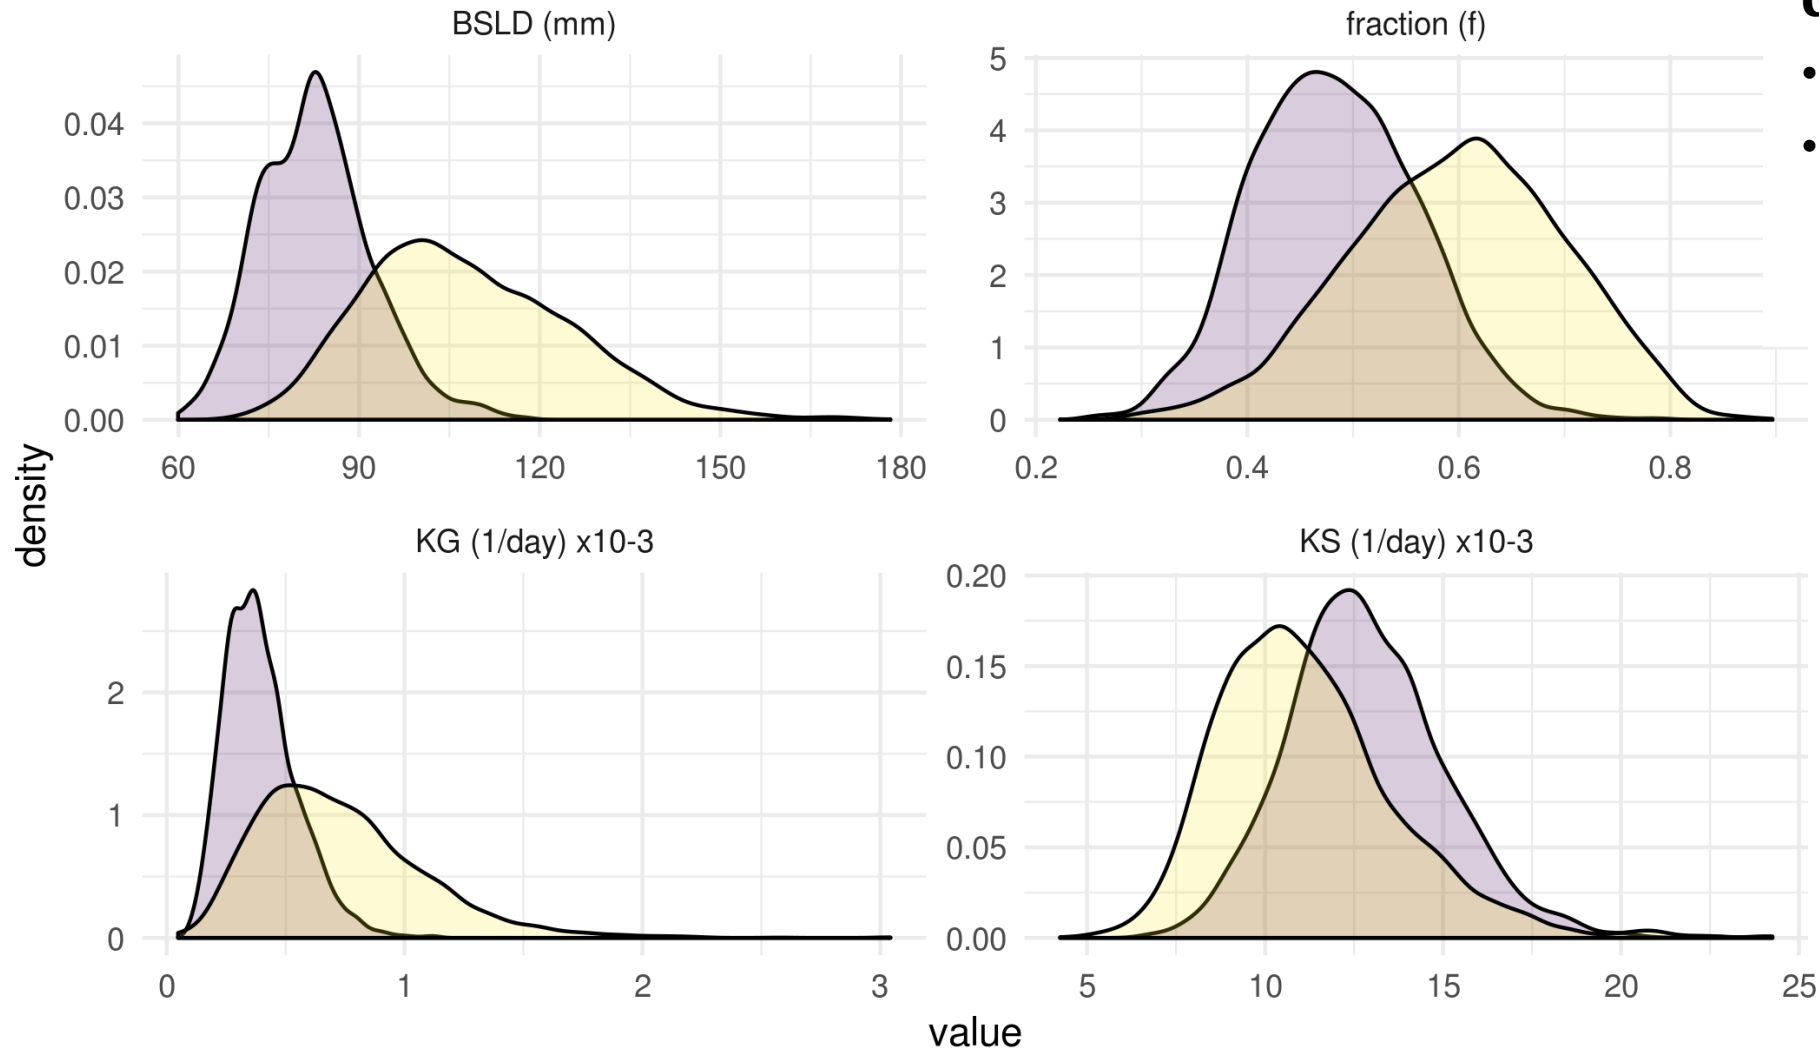 BSLD (mm)
0.04
0.03
0.02
0.01
0.00
60 90 120 150 180
fraction (f)
5
4
3
2
1
0
0.2 0.4 0.6 0.8
density
KG (1/day) x10-3
2
1
0
0 1 2 3
KS (1/day) x10-3
0.20
0.15
0.10
0.05
0.00
5 10 15 20 25
value
•
•